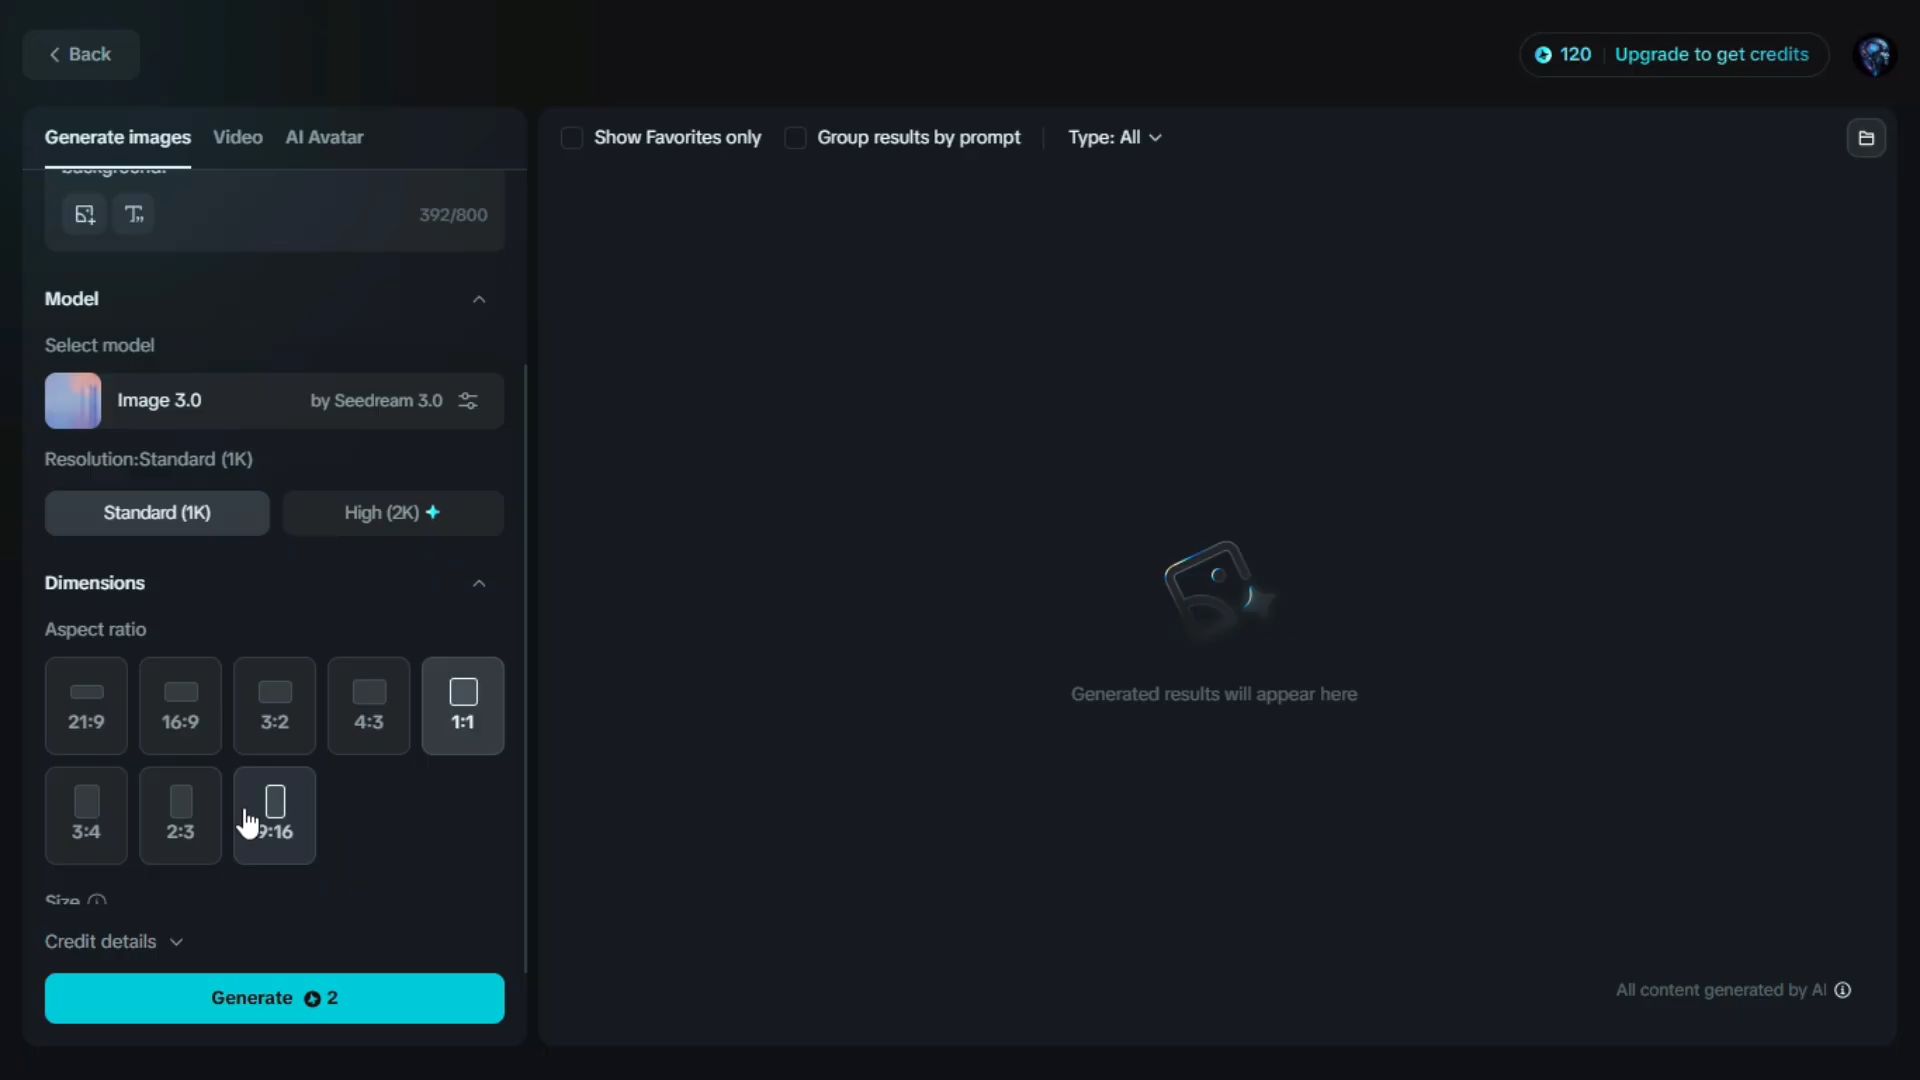 Back
120
Upgrade to get credits
Generate images
Video
AI Avatar
Show Favorites only
Group results by prompt
Type: All
background.
392/800
Model
Select model
Image 3.0
by Seedream 3.0
Resolution:Standard (1K)
Standard (1K)
High (2K)
Dimensions
Aspect ratio
21:9
16:9
3:2
4:3
1:1
3:4
2:3
9:16
Size
Credit details
Generate 2
Generated results will appear here
All content generated by AI